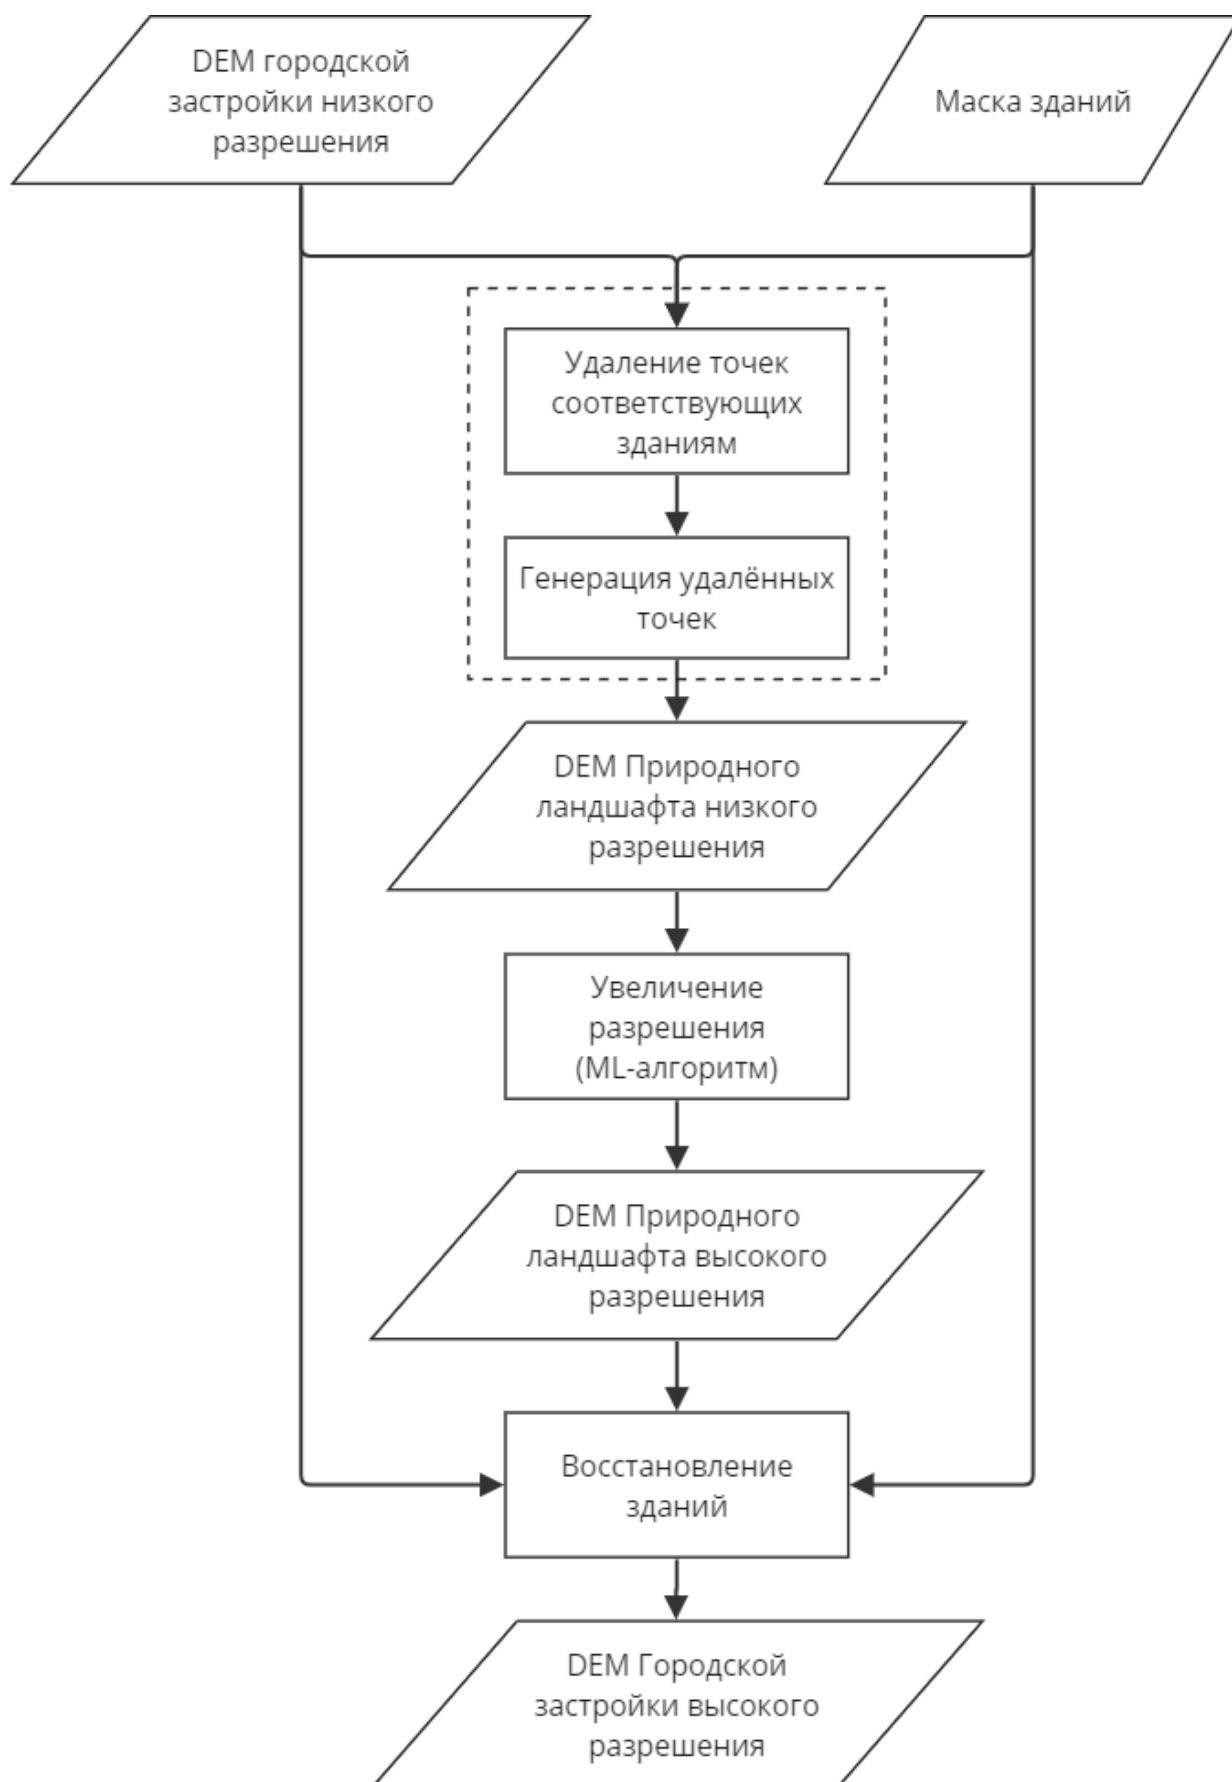 DEM городской
застройки низкого
разрешения
Маска зданий
Удаление точек
соответствующих
зданиям
Генерация удалённых
точек
DEM Природного
ландшафта низкого
разрешения
Увеличение
разрешения
(ML-алгоритм)
DEM Природного
ландшафта высокого
разрешения
Восстановление
зданий
DEM Городской
застройки высокого
разрешения